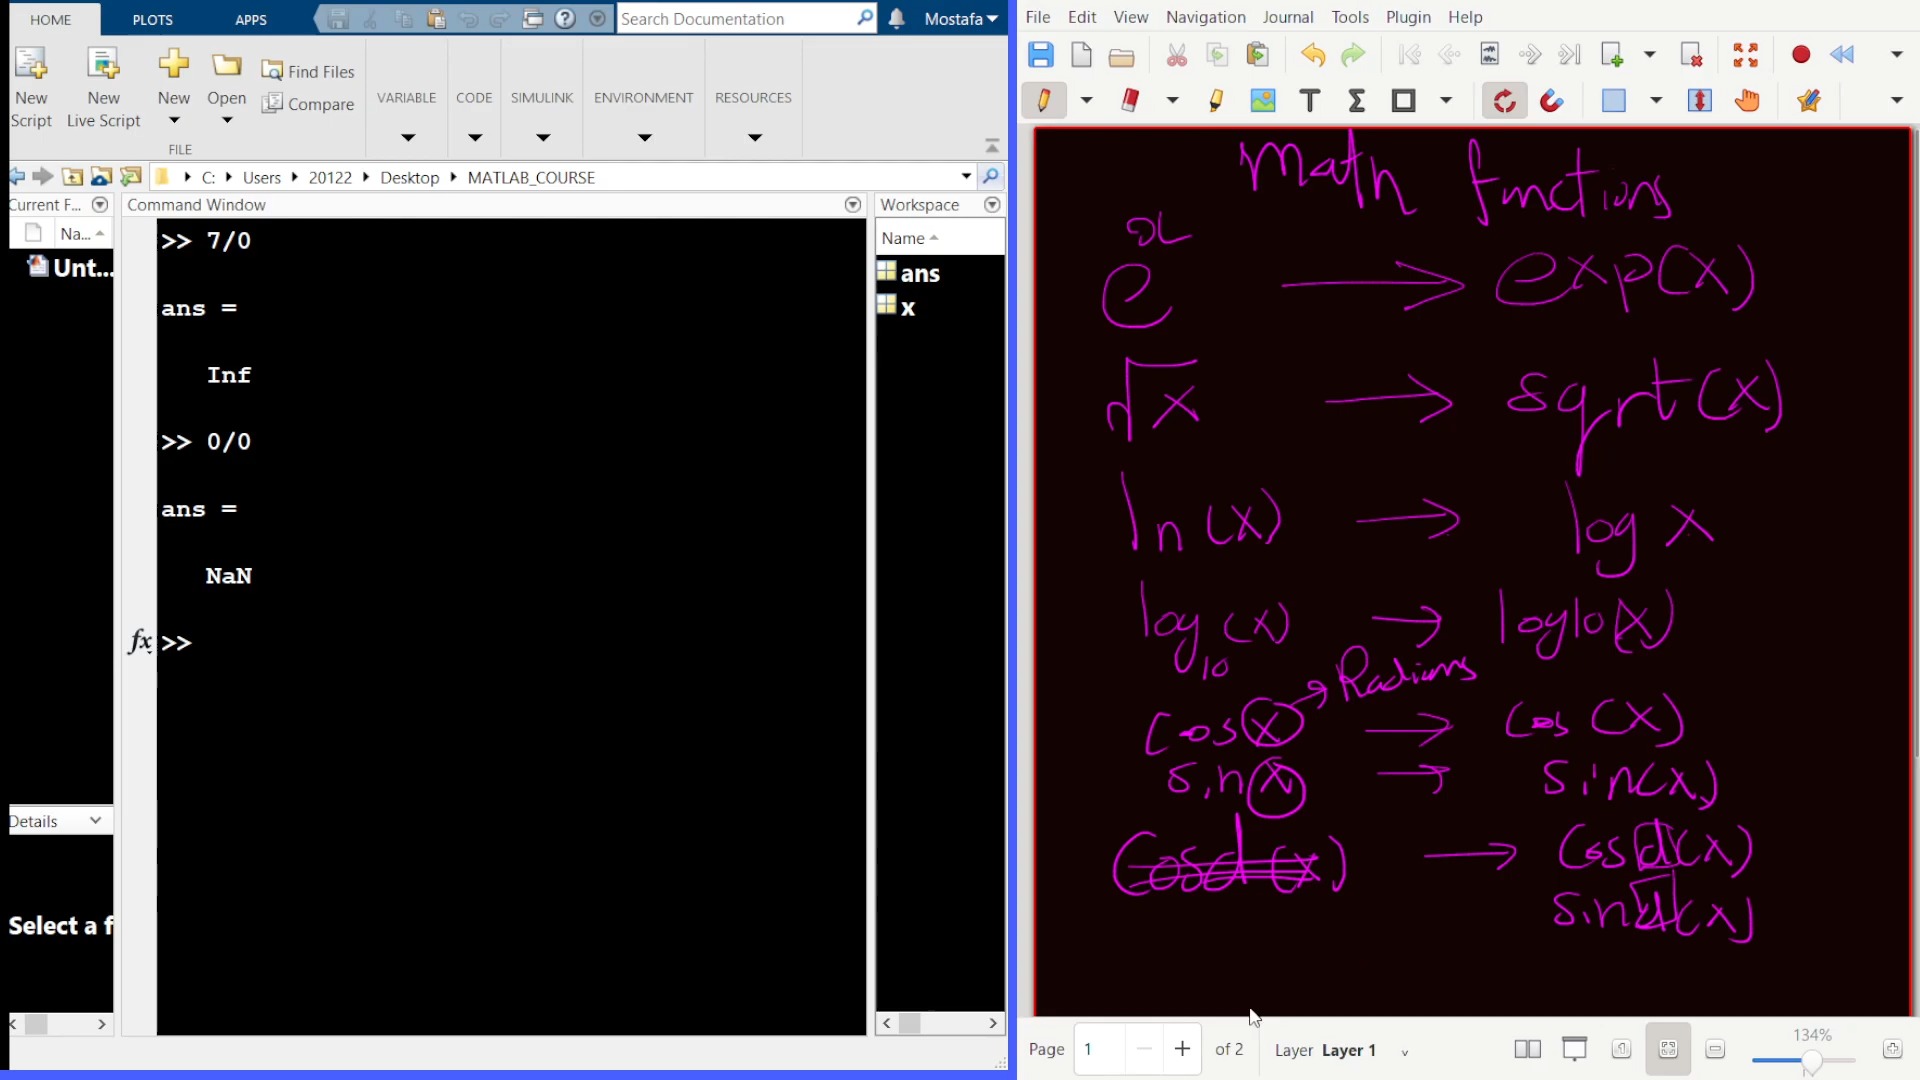 HOME PLOTS APPS
Search Documentation
Mostafa
New Script
New Live Script
New
Open
Find Files
Compare
FILE
VARIABLE
CODE
SIMULINK
ENVIRONMENT
RESOURCES
C: Users 20122 Desktop MATLAB_COURSE
Current F...
Na...
Unt...
Details
Select a f
Command Window
>> 7/0
ans =
Inf
>> 0/0
ans =
NaN
fx >>
Workspace
Name
ans
x
File Edit View Navigation Journal Tools Plugin Help
Math functions
e^x → exp(x)
√x → sqrt(x)
ln(x) → log x
log₁₀(x) → log10(x)
Radians
cos x → cos(x)
sin x → sin(x)
cosd(x) → cosd(x)
sind(x)
Page 1 of 2 Layer Layer 1 134%